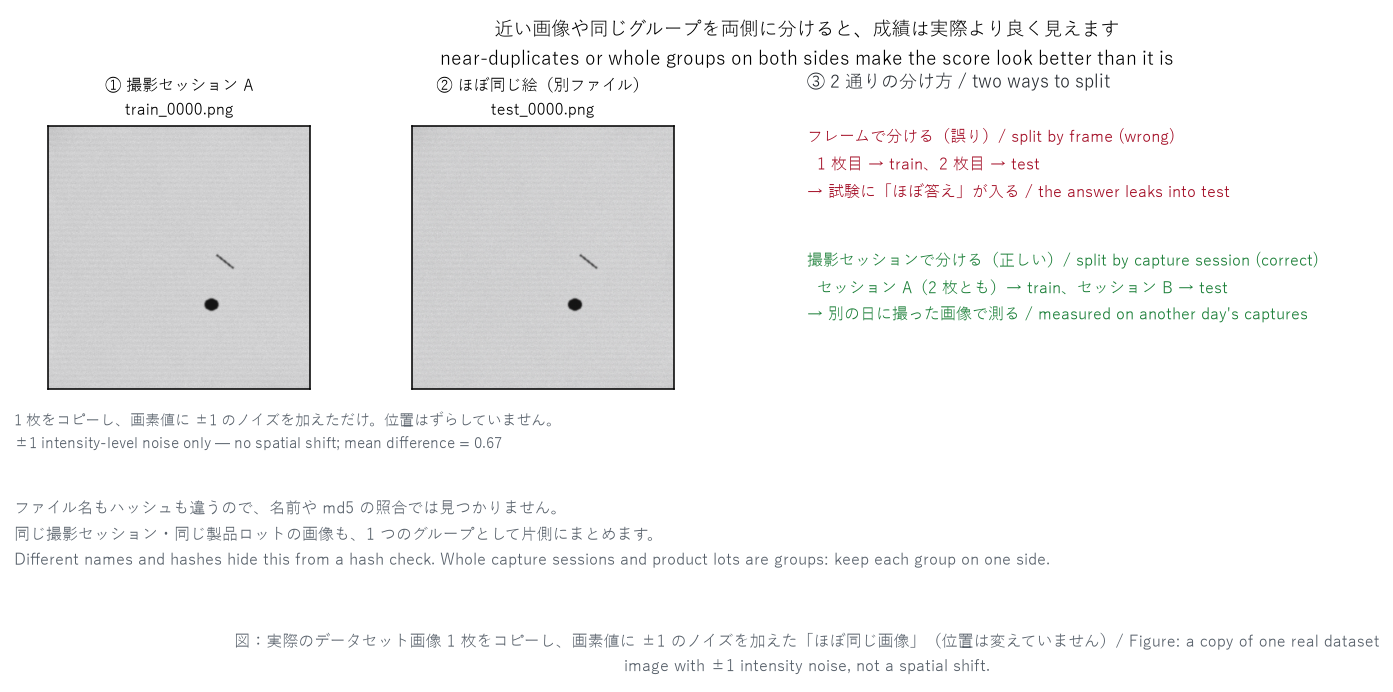 近い画像や同じグループを両側に分けると、成績は実際より良く見えます
near-duplicates or whole groups on both sides make the score look better than it is
① 撮影セッション A
train_0000.png
② ほぼ同じ絵（別ファイル）
test_0000.png
③ 2 通りの分け方 / two ways to split
フレームで分ける（誤り）/ split by frame (wrong)
1 枚目 → train、2 枚目 → test
→ 試験に「ほぼ答え」が入る / the answer leaks into test
撮影セッションで分ける（正しい）/ split by capture session (correct)
セッション A（2 枚とも）→ train、セッション B → test
→ 別の日に撮った画像で測る / measured on another day's captures
1 枚をコピーし、画素値に ±1 のノイズを加えただけ。位置はずらしていません。
±1 intensity-level noise only — no spatial shift; mean difference = 0.67
ファイル名もハッシュも違うので、名前や md5 の照合では見つかりません。
同じ撮影セッション・同じ製品ロットの画像も、1 つのグループとして片側にまとめます。
Different names and hashes hide this from a hash check. Whole capture sessions and product lots are groups: keep each group on one side.
図：実際のデータセット画像 1 枚をコピーし、画素値に ±1 のノイズを加えた「ほぼ同じ画像」（位置は変えていません）/ Figure: a copy of one real dataset
image with ±1 intensity noise, not a spatial shift.